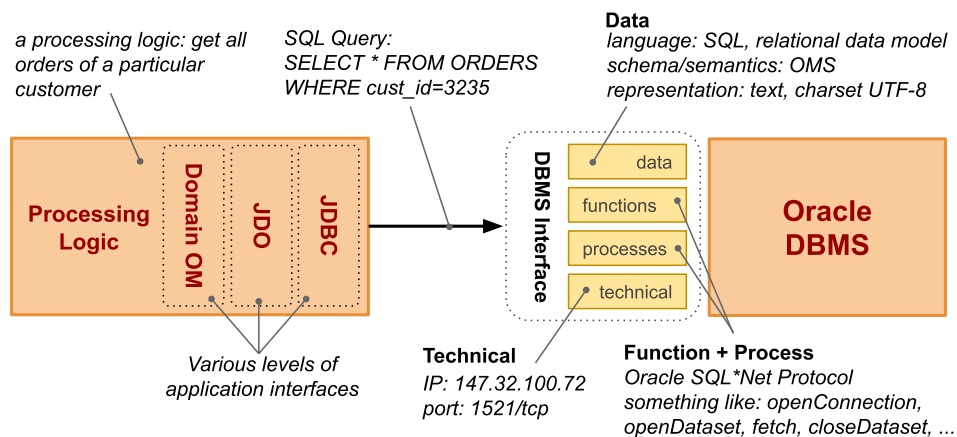 a processing logic: get all
orders of a particular
customer
SQL Query:
SELECT * FROM ORDERS
WHERE cust_id=3235
Data
language: SQL, relational data model
schema/semantics: OMS
representation: text, charset UTF-8
Processing
Logic
Domain OM
JDO
JDBC
DBMS Interface
data
functions
processes
technical
Oracle
DBMS
Various levels of
application interfaces
Technical
IP: 147.32.100.72
port: 1521/tcp
Function + Process
Oracle SQL*Net Protocol
something like: openConnection,
openDataset, fetch, closeDataset, ...